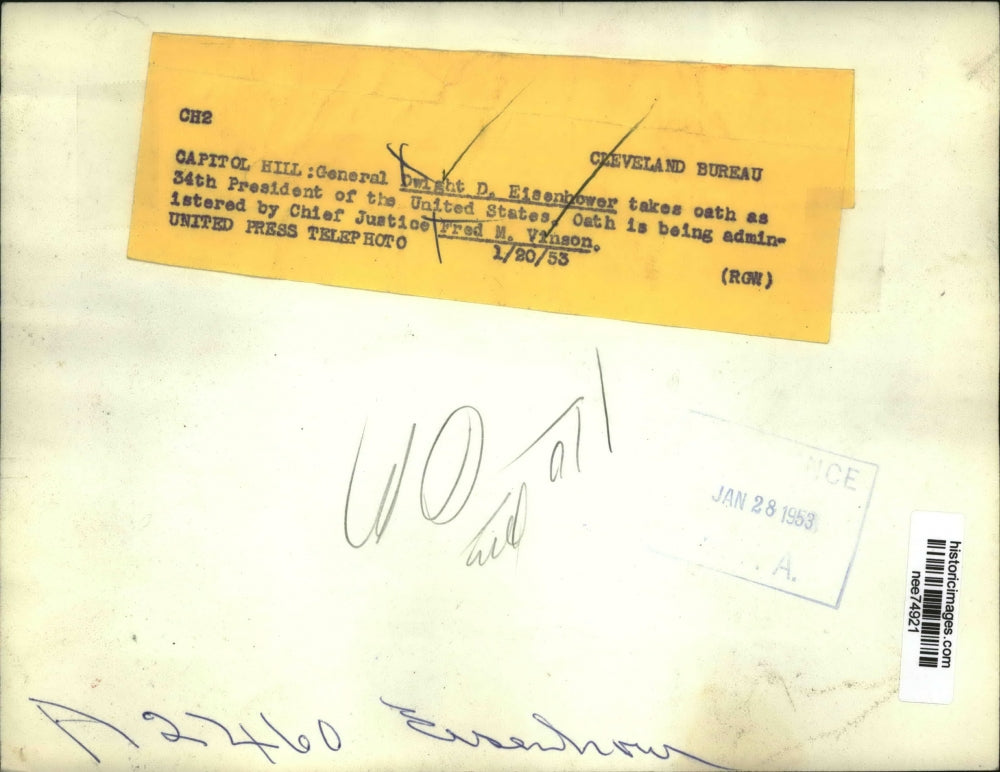 CH2
CLEVELAND BUREAU
CAPITOL HILL:General Dwight D. Eisenhower takes oath as
34th President of the United States. Oath is being admin-
istered by Chief Justice Fred M. Vinson.
UNITED PRESS TELEPHOTO 1/20/53
(RGW)
NCE
JAN 28 1953
. A.
historicimages.com
nee74921
A 27460 Eisenhower